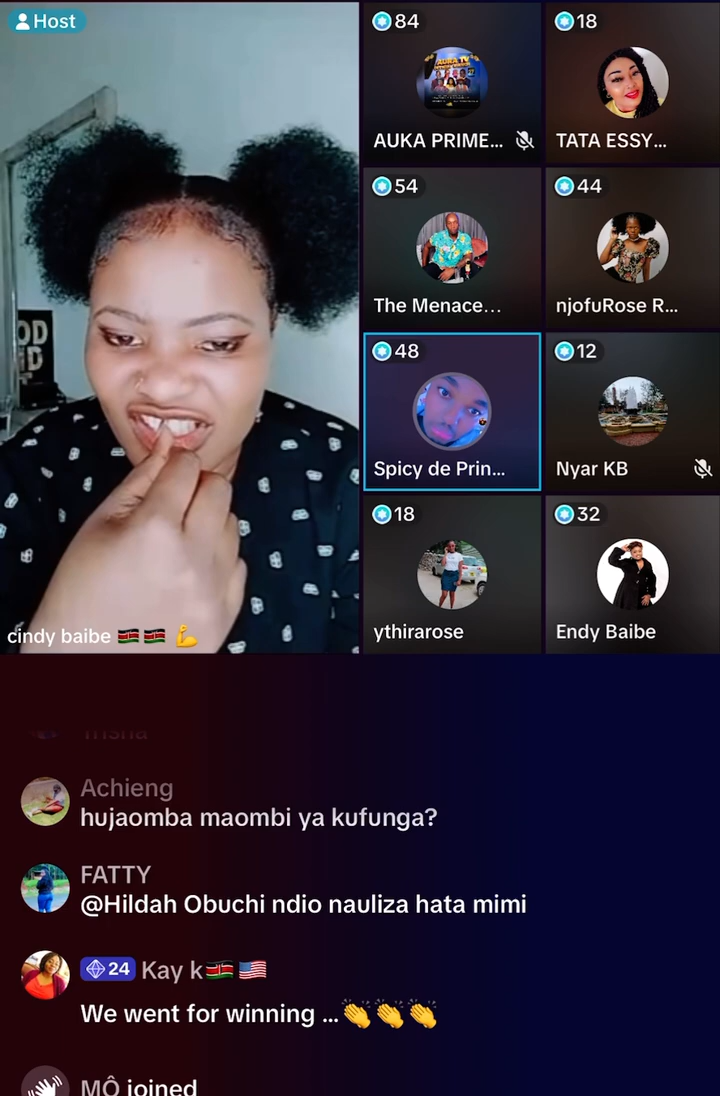 Host
cindy baibe 🇰🇪🇰🇪 💪
84
AUKA PRIME...
18
TATA ESSY...
54
The Menace...
44
njofuRose R...
48
Spicy de Prin...
12
Nyar KB
18
ythirarose
32
Endy Baibe
Trisha
Achieng
hujaomba maombi ya kufunga?
FATTY
@Hildah Obuchi ndio nauliza hata mimi
24 Kay k🇰🇪 🇺🇸
We went for winning ...👏👏👏
MÔ joined